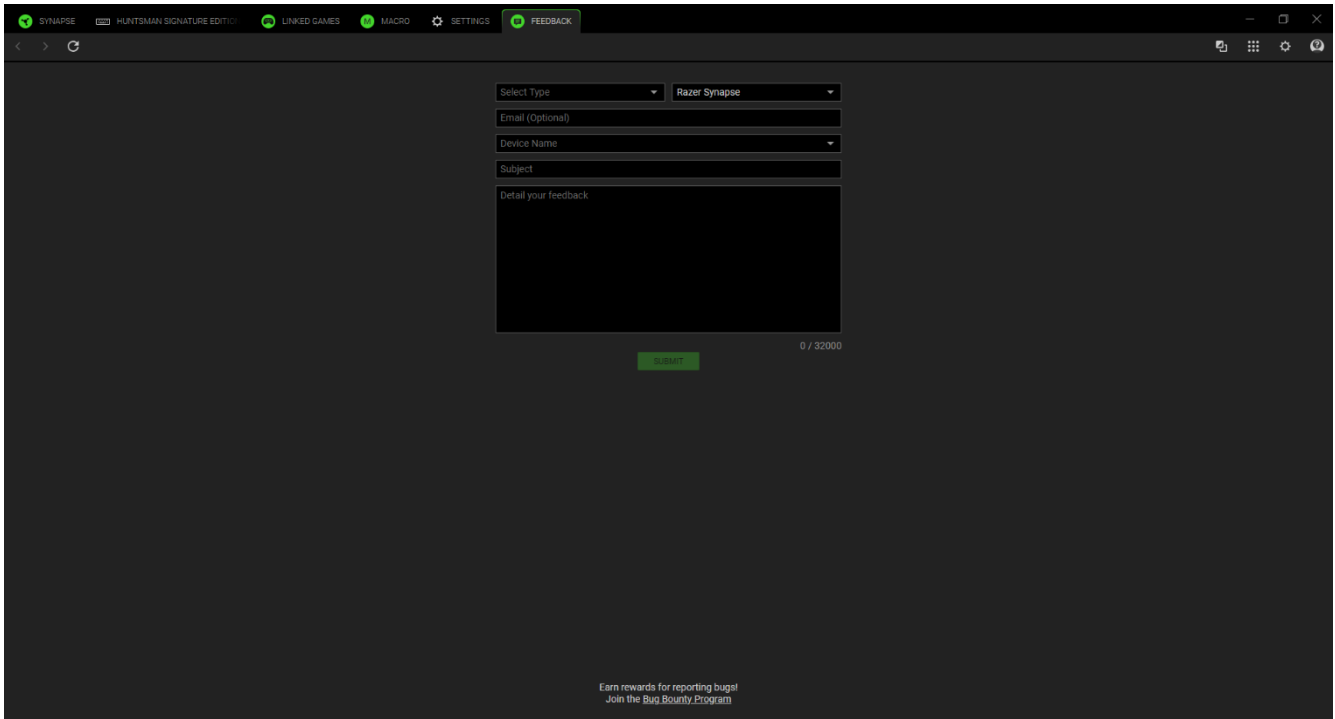 SYNAPSE HUNTSMAN SIGNATURE EDITION LINKED GAMES M MACRO SETTINGS FEEDBACK
Select Type Razer Synapse
Email (Optional)
Device Name
Subject
Detail your feedback
0 / 32000
SUBMIT
Earn rewards for reporting bugs!
Join the Bug Bounty Program